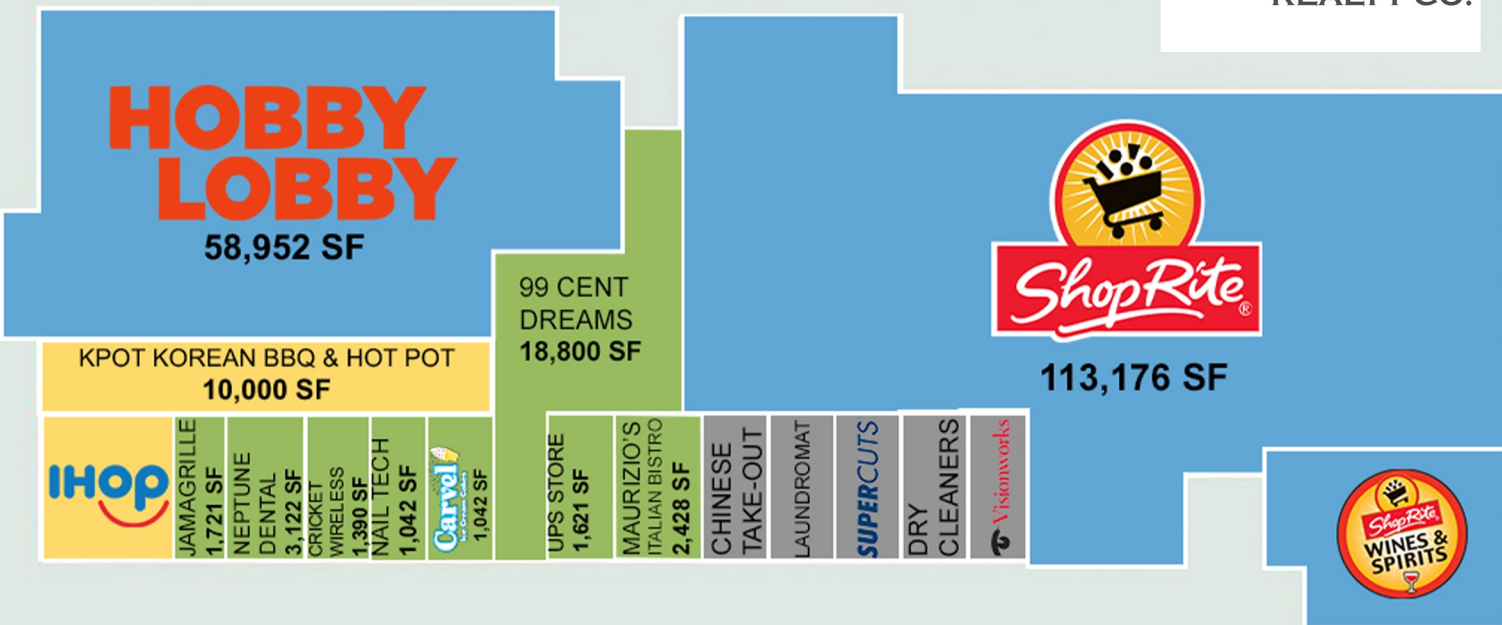 REALTY CO.
HOBBY
LOBBY
58,952 SF
99 CENT
DREAMS
18,800 SF
ShopRite®
113,176 SF
KPOT KOREAN BBQ & HOT POT
10,000 SF
IHOP
JAMAGRILLE
1,721 SF
NEPTUNE
DENTAL
3,122 SF
CRICKET
WIRELESS
1,390 SF
NAIL TECH
1,042 SF
Carvel
Ice Cream Cakes
1,042 SF
UPS STORE
1,621 SF
MAURIZIO'S
ITALIAN BISTRO
2,428 SF
CHINESE
TAKE-OUT
LAUNDROMAT
SUPERCUTS
DRY
CLEANERS
Visionworks
ShopRite
WINES &
SPIRITS